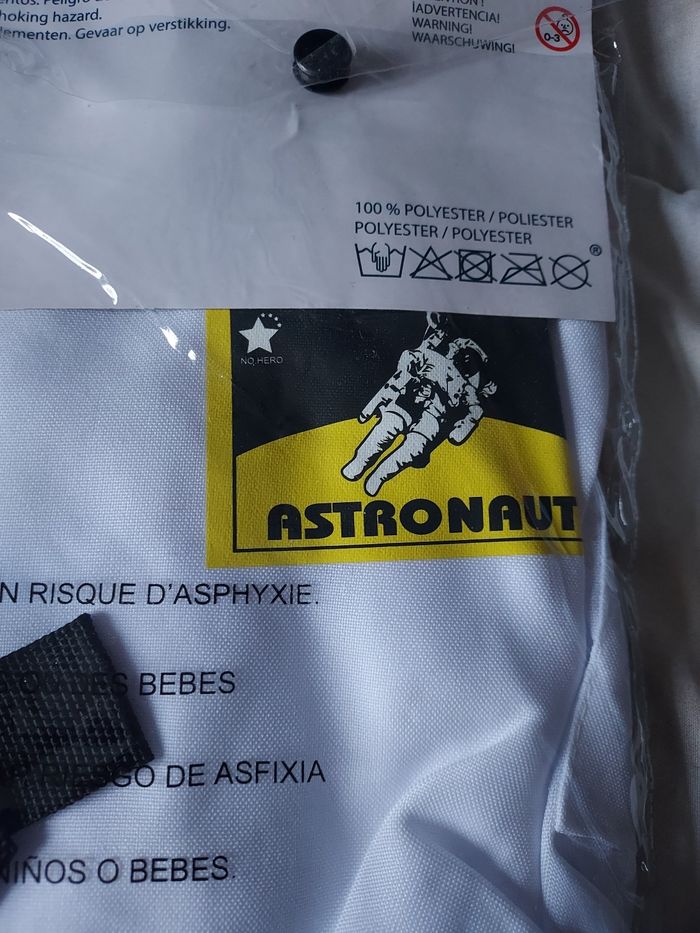 hoking hazard.
lementen. Gevaar op verstikking.
¡ADVERTENCIA!
WARNING!
WAARSCHUWING!
0-3
100 % POLYESTER / POLIESTER
POLYESTER / POLYESTER
®
NO.HERO
ASTRONAUT
N RISQUE D'ASPHYXIE.
BEBES
RIESGO DE ASFIXIA
NIÑOS O BEBES.